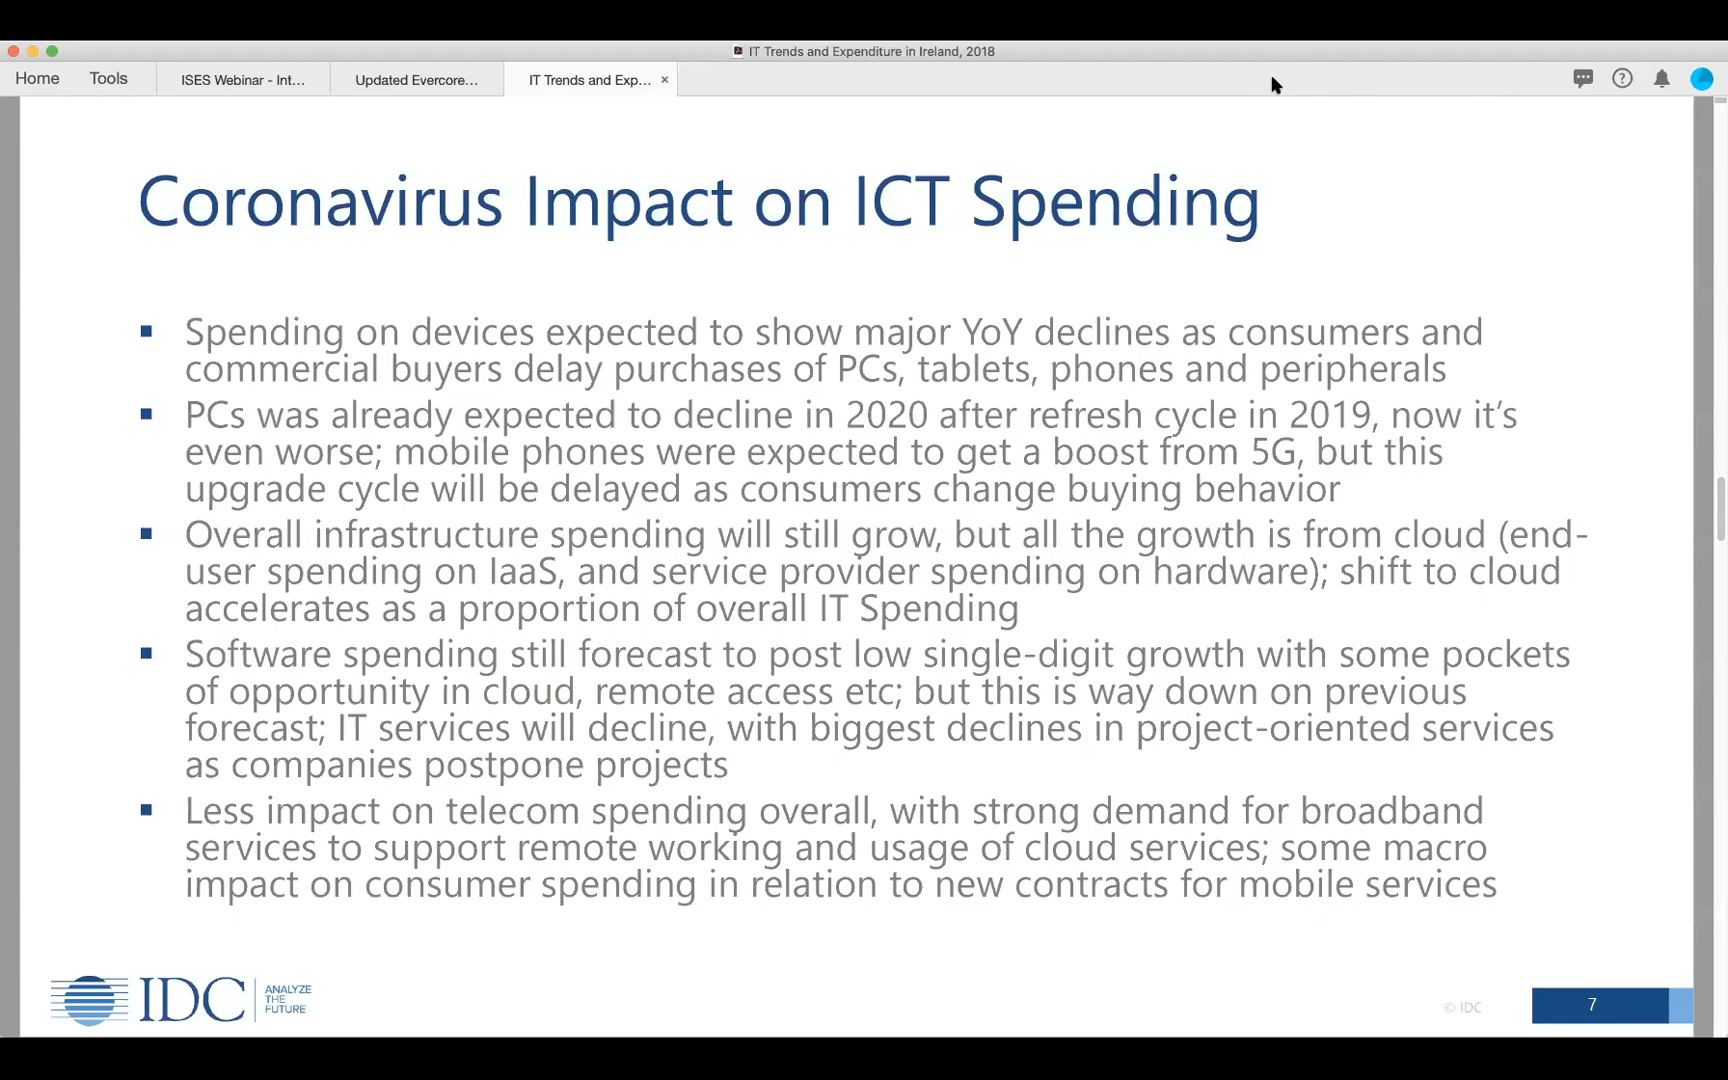 IT Trends and Expenditure in Ireland, 2018
Home Tools ISES Webinar - Int... Updated Evercore... IT Trends and Exp... ×
Coronavirus Impact on ICT Spending
▪ Spending on devices expected to show major YoY declines as consumers and
commercial buyers delay purchases of PCs, tablets, phones and peripherals
▪ PCs was already expected to decline in 2020 after refresh cycle in 2019, now it's
even worse; mobile phones were expected to get a boost from 5G, but this
upgrade cycle will be delayed as consumers change buying behavior
▪ Overall infrastructure spending will still grow, but all the growth is from cloud (end-
user spending on IaaS, and service provider spending on hardware); shift to cloud
accelerates as a proportion of overall IT Spending
▪ Software spending still forecast to post low single-digit growth with some pockets
of opportunity in cloud, remote access etc; but this is way down on previous
forecast; IT services will decline, with biggest declines in project-oriented services
as companies postpone projects
▪ Less impact on telecom spending overall, with strong demand for broadband
services to support remote working and usage of cloud services; some macro
impact on consumer spending in relation to new contracts for mobile services
IDC
ANALYZE
THE
FUTURE
© IDC
7